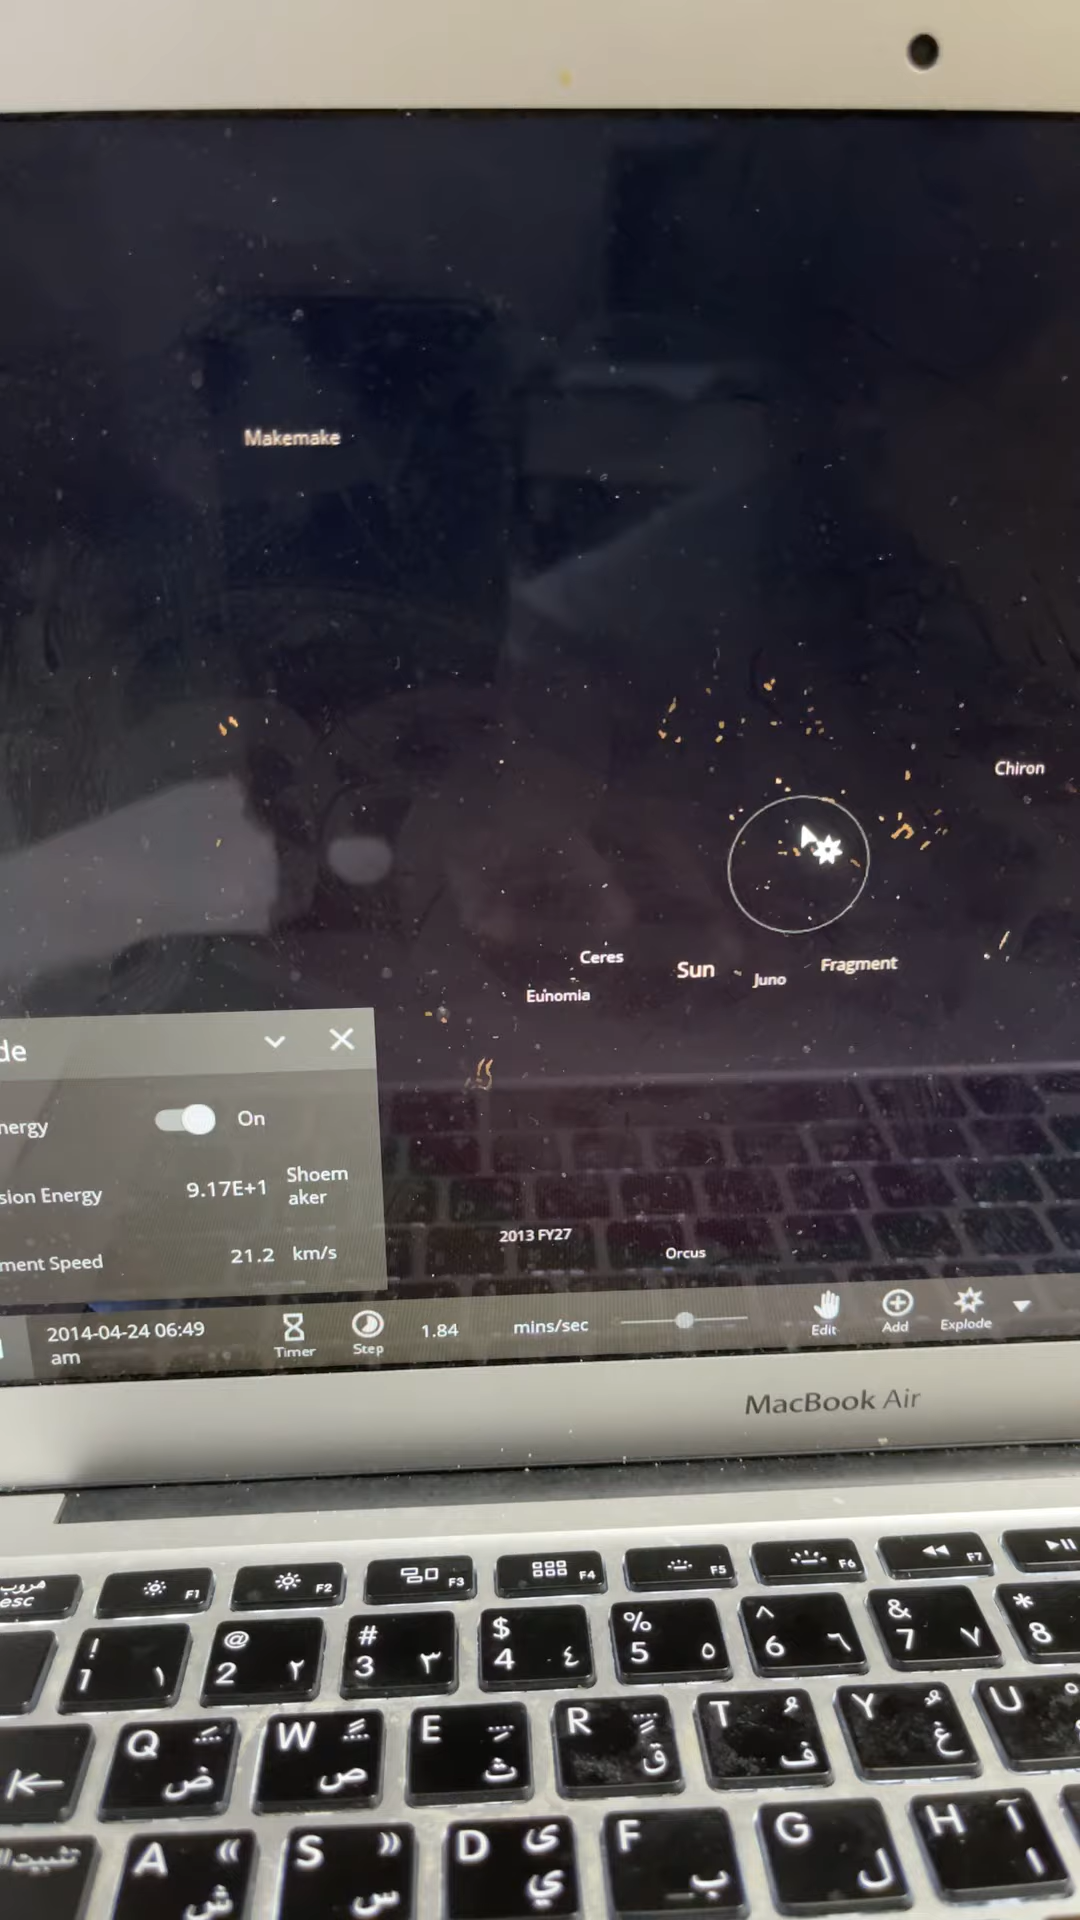 Makemake
Chiron
Ceres
Sun
Juno
Fragment
Eunomia
de
nergy
On
sion Energy
9.17E+1
Shoem
aker
ment Speed
21.2 km/s
2013 FY27
Orcus
2014-04-24 06:49
am
Timer
Step
1.84
mins/sec
Edit
Add
Explode
MacBook Air
هروب
esc
F1
F2
F3
F4
F5
F6
F7
! 1 ١
@ 2 ٢
# 3 ٣
$ 4 ٤
% 5 ٥
^ 6 ٦
& 7 ٧
* 8
Q ض
W ص
E ث
R ق
T ف
Y غ
U
A ش
S » س
D ى ي
F ب
G ل
H آ ا